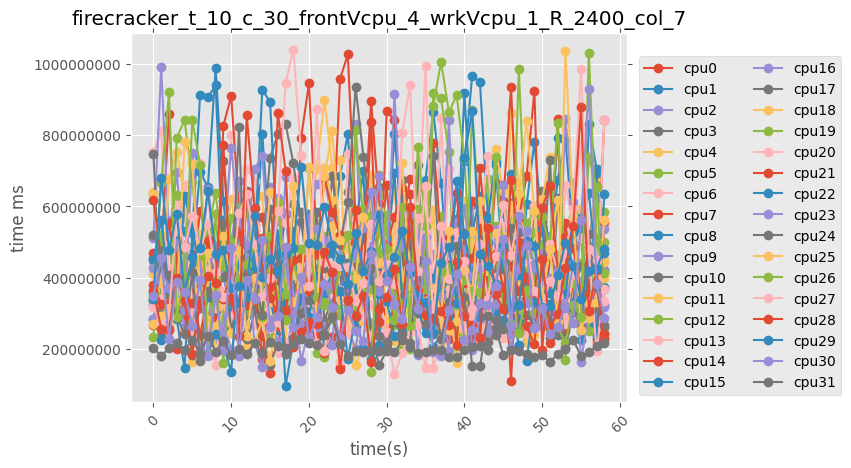 firecracker_t_10_c_30_frontVcpu_4_wrkVcpu_1_R_2400_col_7
time ms
1000000000
800000000
600000000
400000000
200000000
0
10
20
30
40
50
60
time(s)
cpu0
cpu1
cpu2
cpu3
cpu4
cpu5
cpu6
cpu7
cpu8
cpu9
cpu10
cpu11
cpu12
cpu13
cpu14
cpu15
cpu16
cpu17
cpu18
cpu19
cpu20
cpu21
cpu22
cpu23
cpu24
cpu25
cpu26
cpu27
cpu28
cpu29
cpu30
cpu31